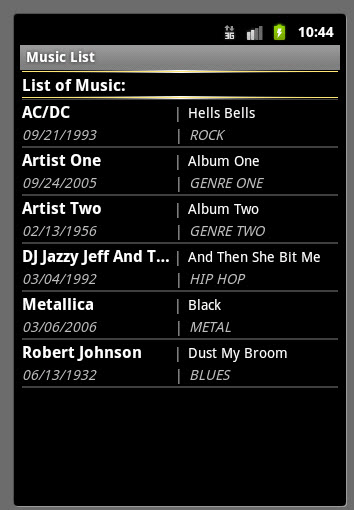 3G 10:44
Music List
List of Music:
AC/DC | Hells Bells
09/21/1993 | ROCK
Artist One | Album One
09/24/2005 | GENRE ONE
Artist Two | Album Two
02/13/1956 | GENRE TWO
DJ Jazzy Jeff And T... | And Then She Bit Me
03/04/1992 | HIP HOP
Metallica | Black
03/06/2006 | METAL
Robert Johnson | Dust My Broom
06/13/1932 | BLUES